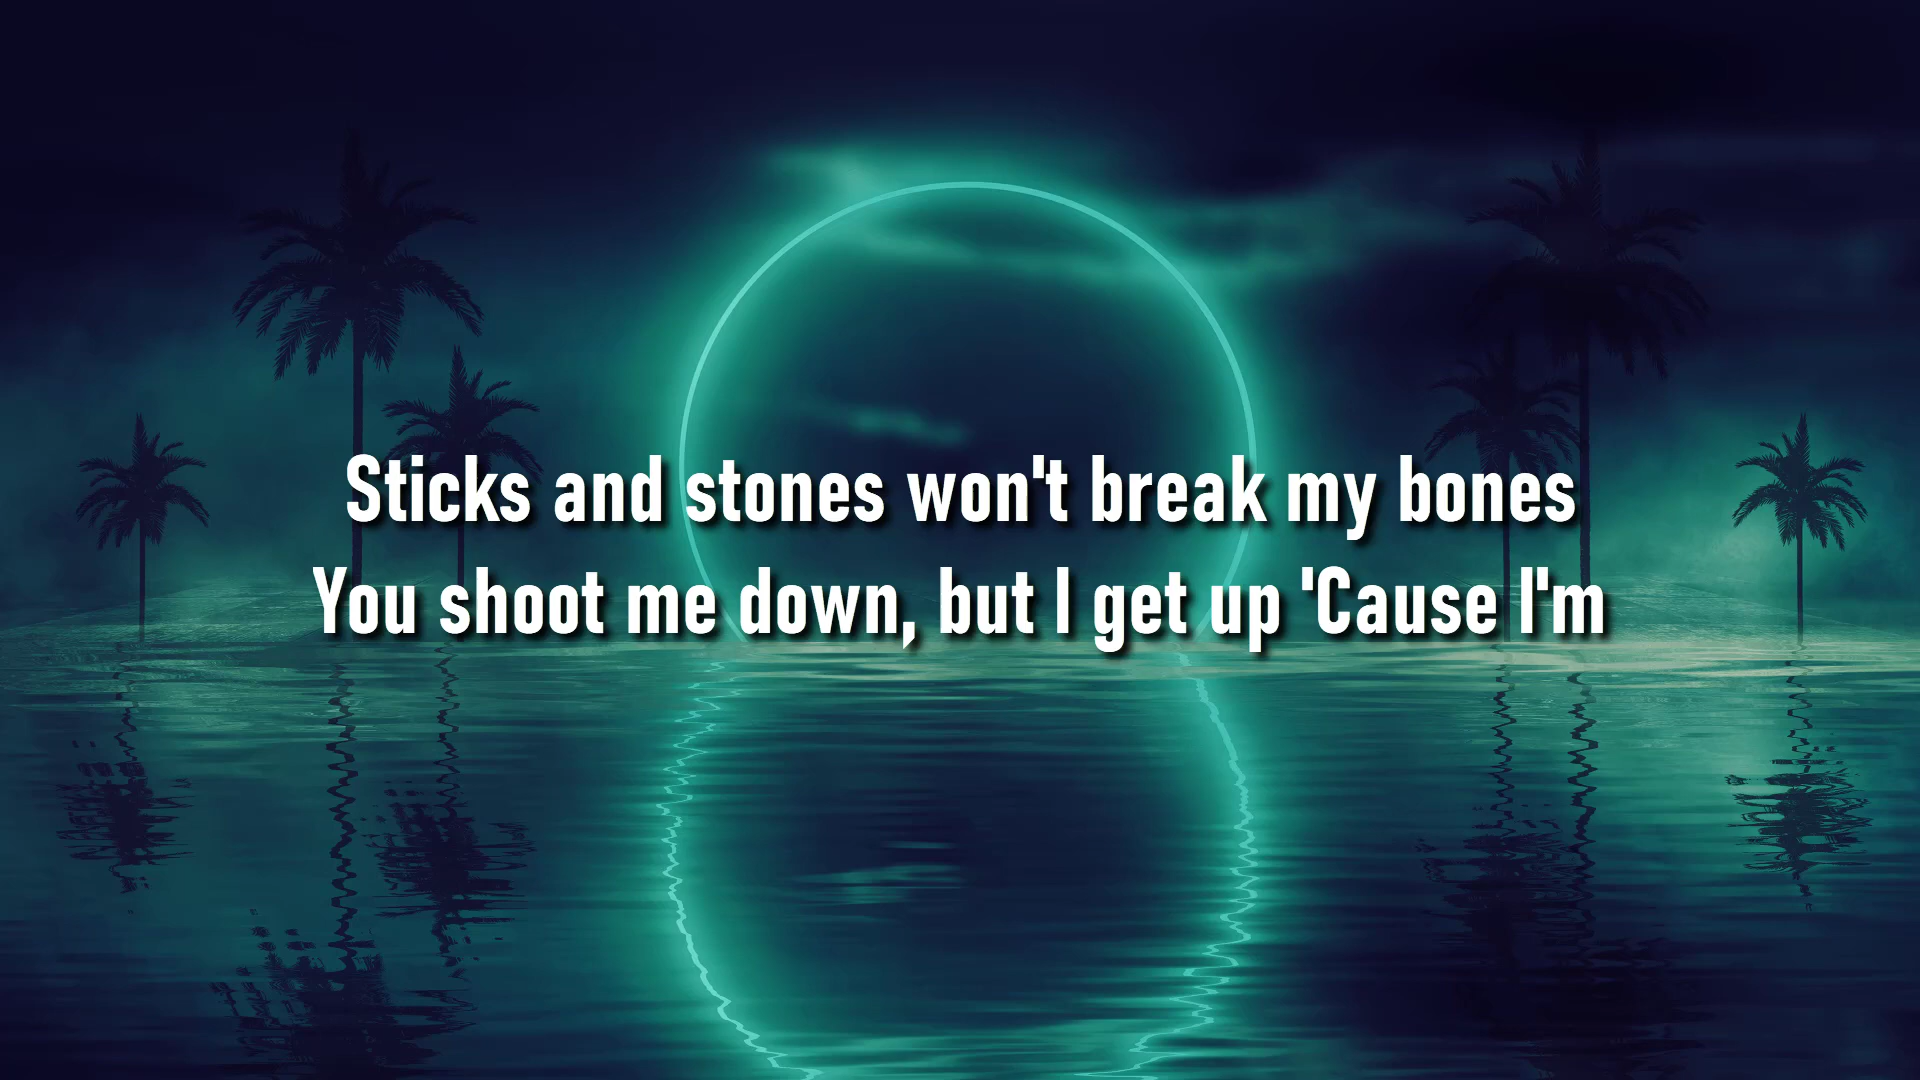 Sticks and stones won't break my bones
You shoot me down, but I get up 'Cause I'm